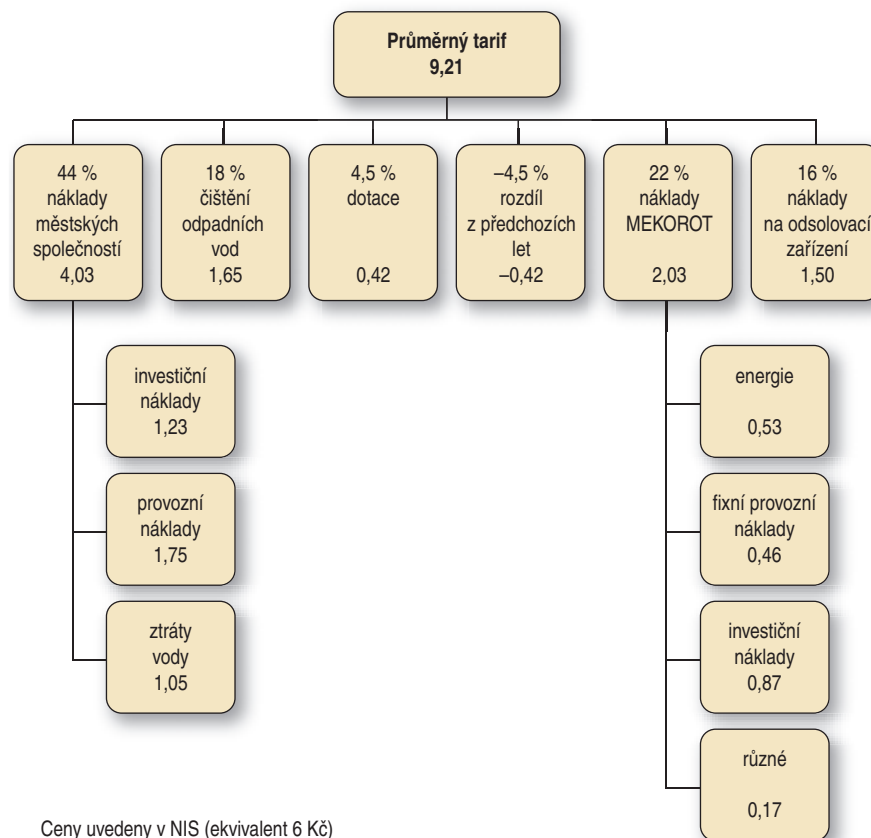 Průměrný tarif
9,21
44 %
náklady
městských
společností
4,03
18 %
čištění
odpadních
vod
1,65
4,5 %
dotace
0,42
–4,5 %
rozdíl
z předchozích
let
–0,42
22 %
náklady
MEKOROT
2,03
16 %
náklady
na odsolovací
zařízení
1,50
investiční
náklady
1,23
provozní
náklady
1,75
ztráty
vody
1,05
energie
0,53
fixní provozní
náklady
0,46
investiční
náklady
0,87
různé
0,17
Ceny uvedeny v NIS (ekvivalent 6 Kč)